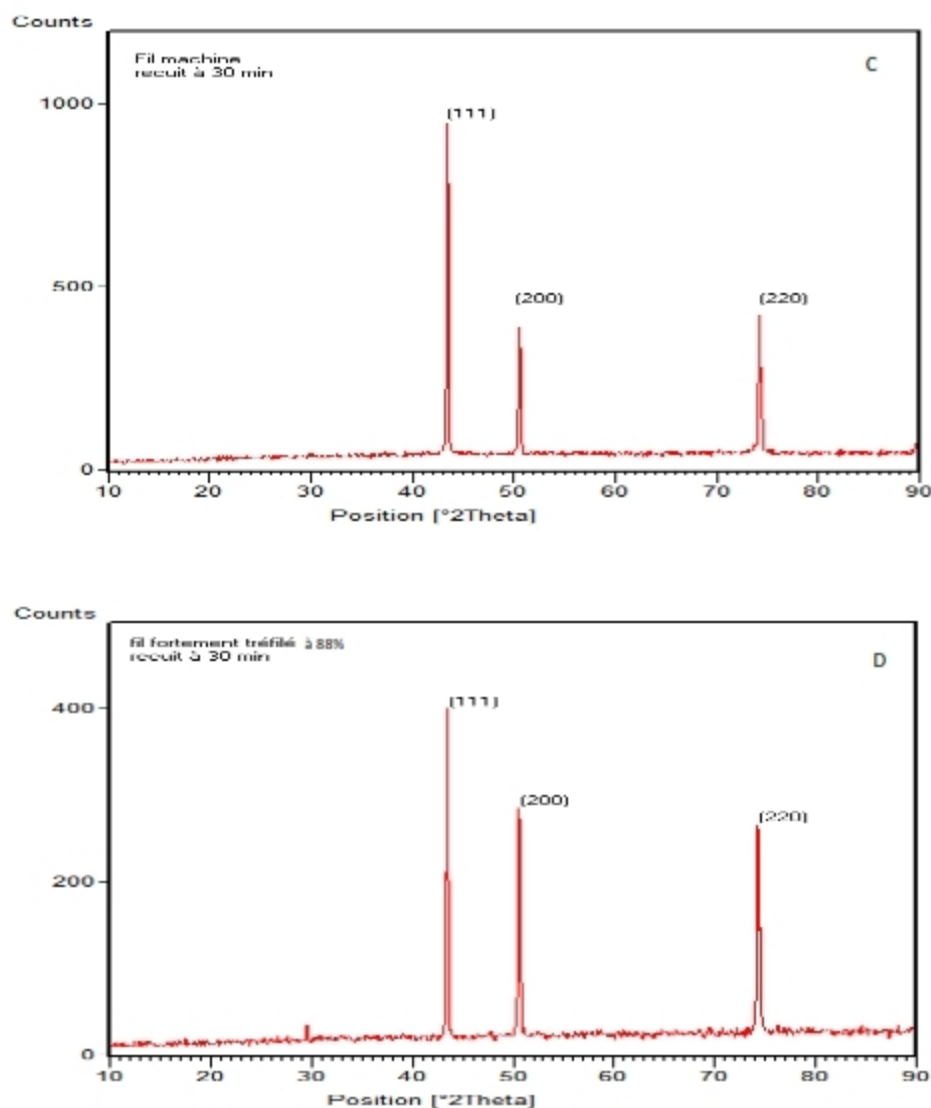 Counts
Fil machine
recuit à 30 min
C
1000
(111)
500
(200)
(220)
0
10 20 30 40 50 60 70 80 90
Position [°2Theta]
Counts
fil fortement tréfilé à 88%
recuit à 30 min
D
400
(111)
(200)
(220)
200
0
10 20 30 40 50 60 70 80 90
Position [°2Theta]